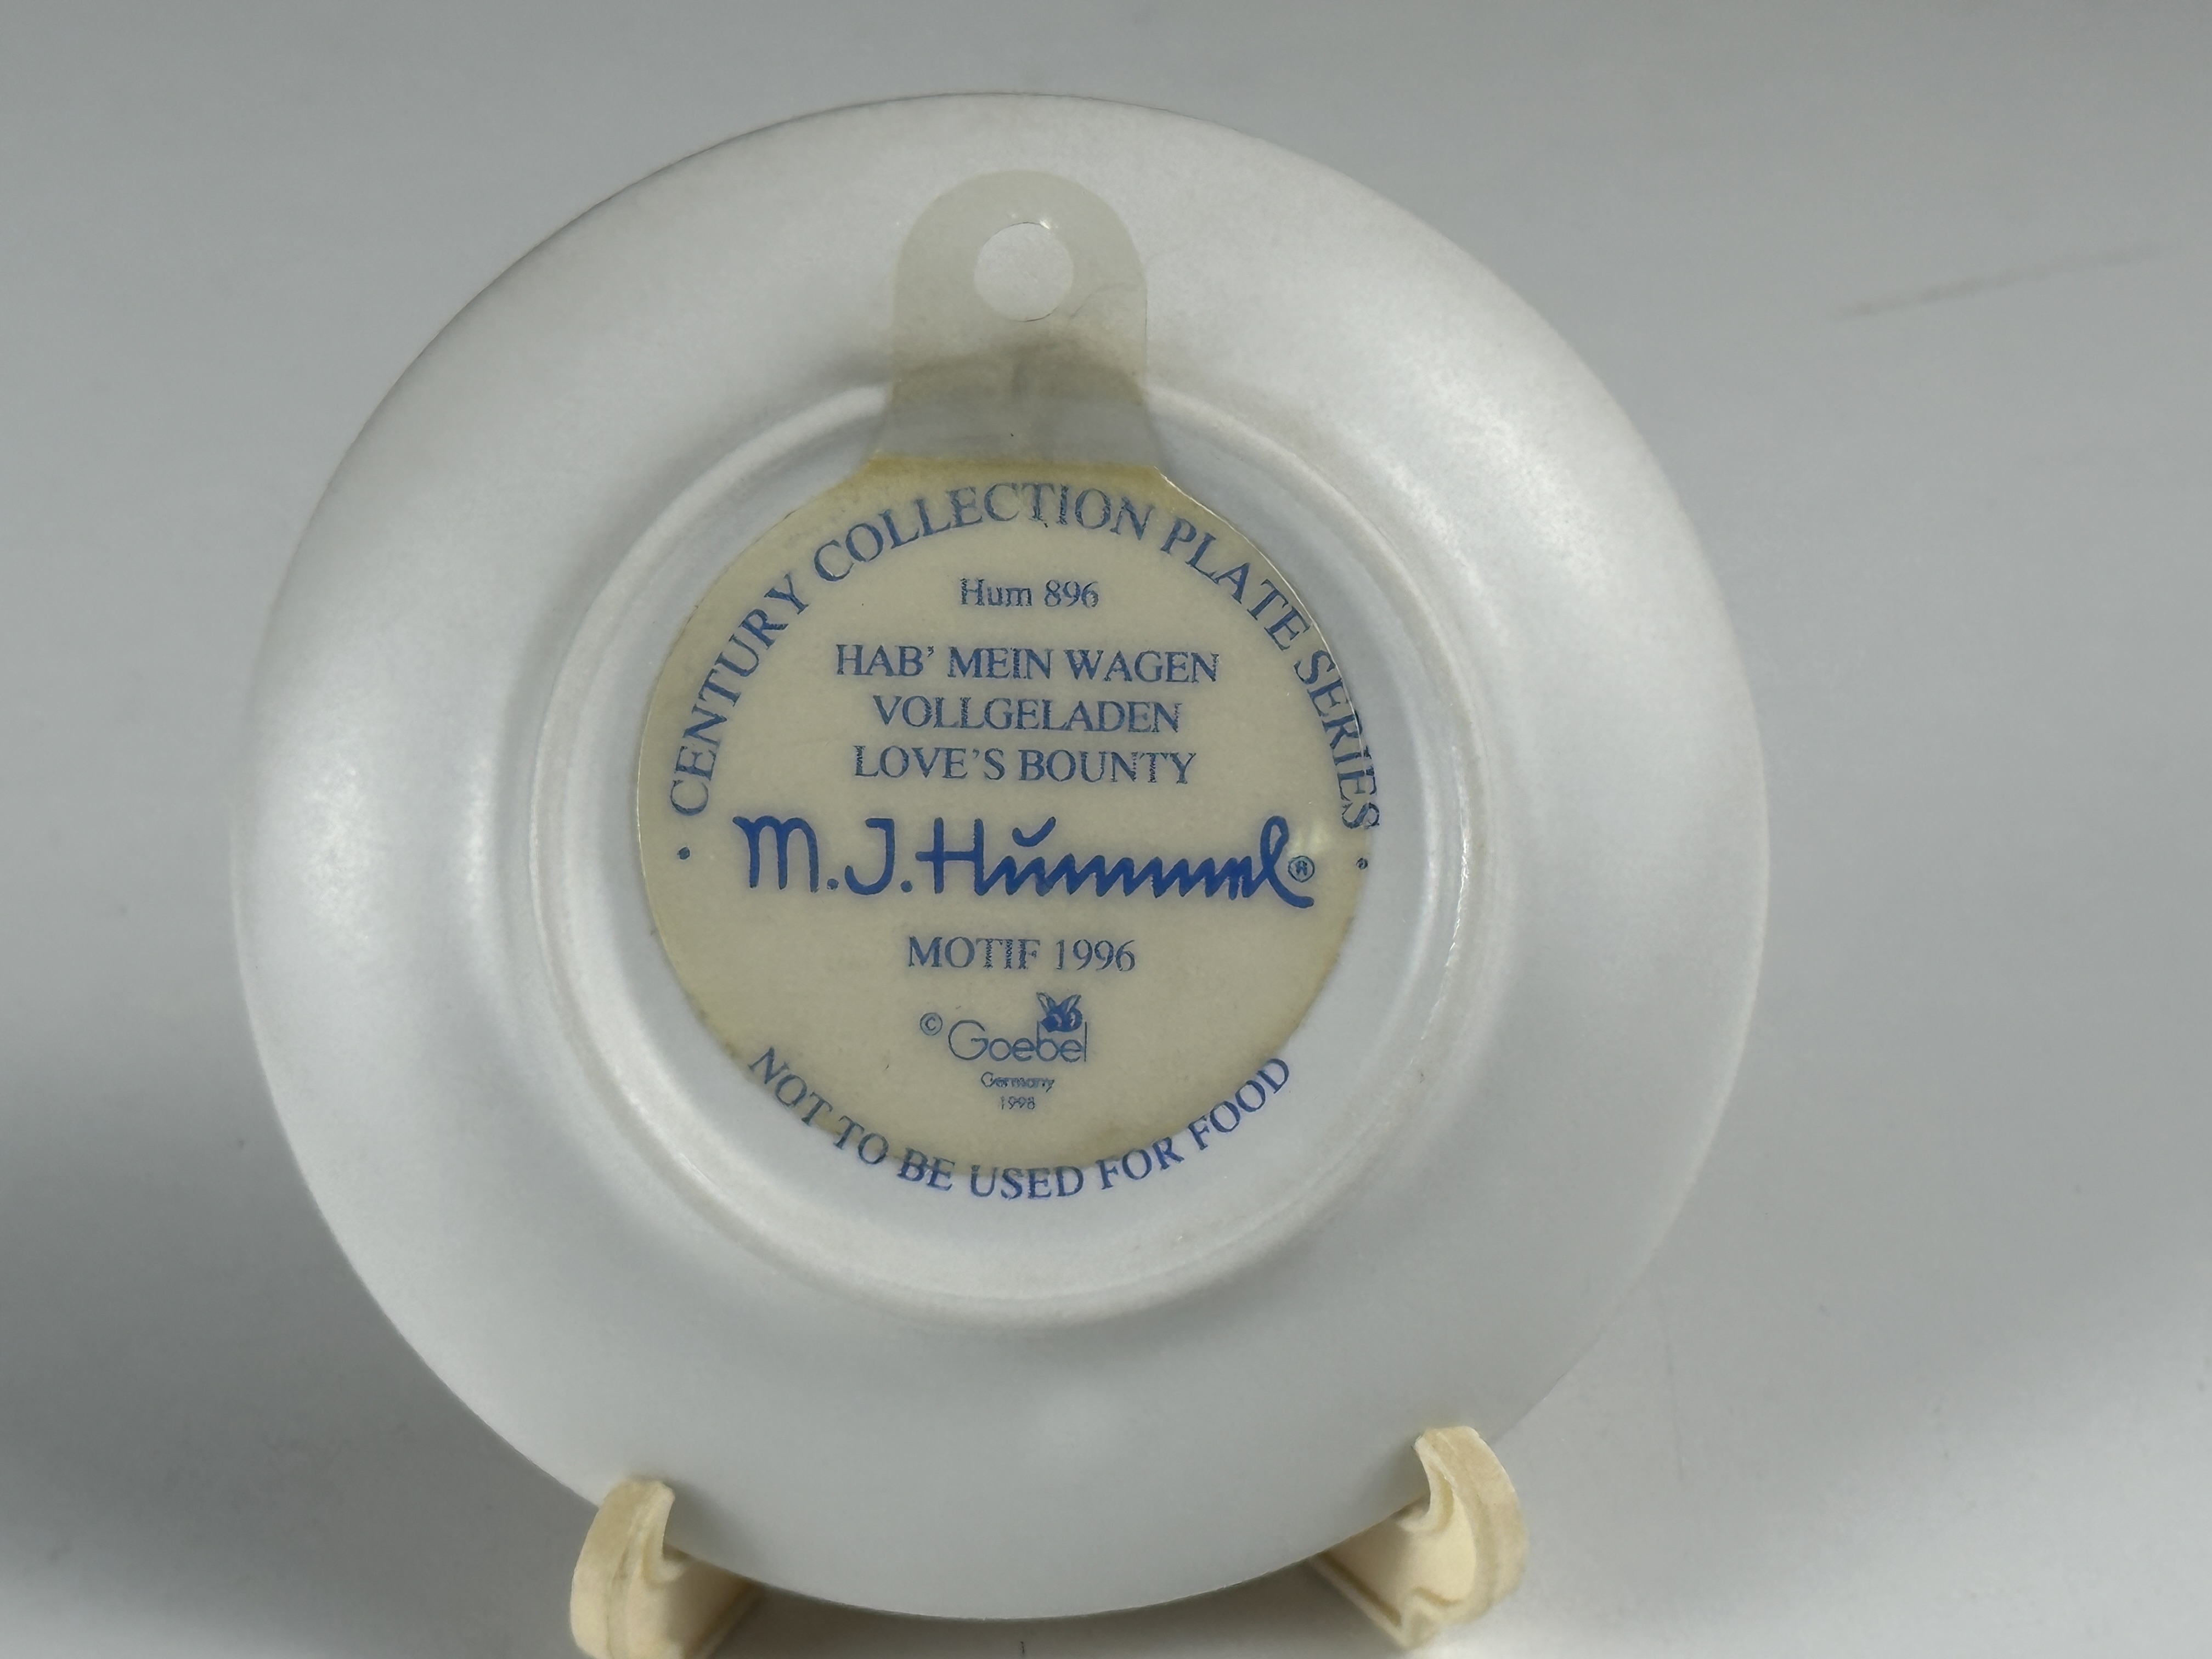 · CENTURY COLLECTION PLATE SERIES ·
Hum 896
HAB’ MEIN WAGEN
VOLLGELADEN
LOVE’S BOUNTY
M.J. Hummel ®
MOTIF 1996
© Goebel
Germany
1998
NOT TO BE USED FOR FOOD